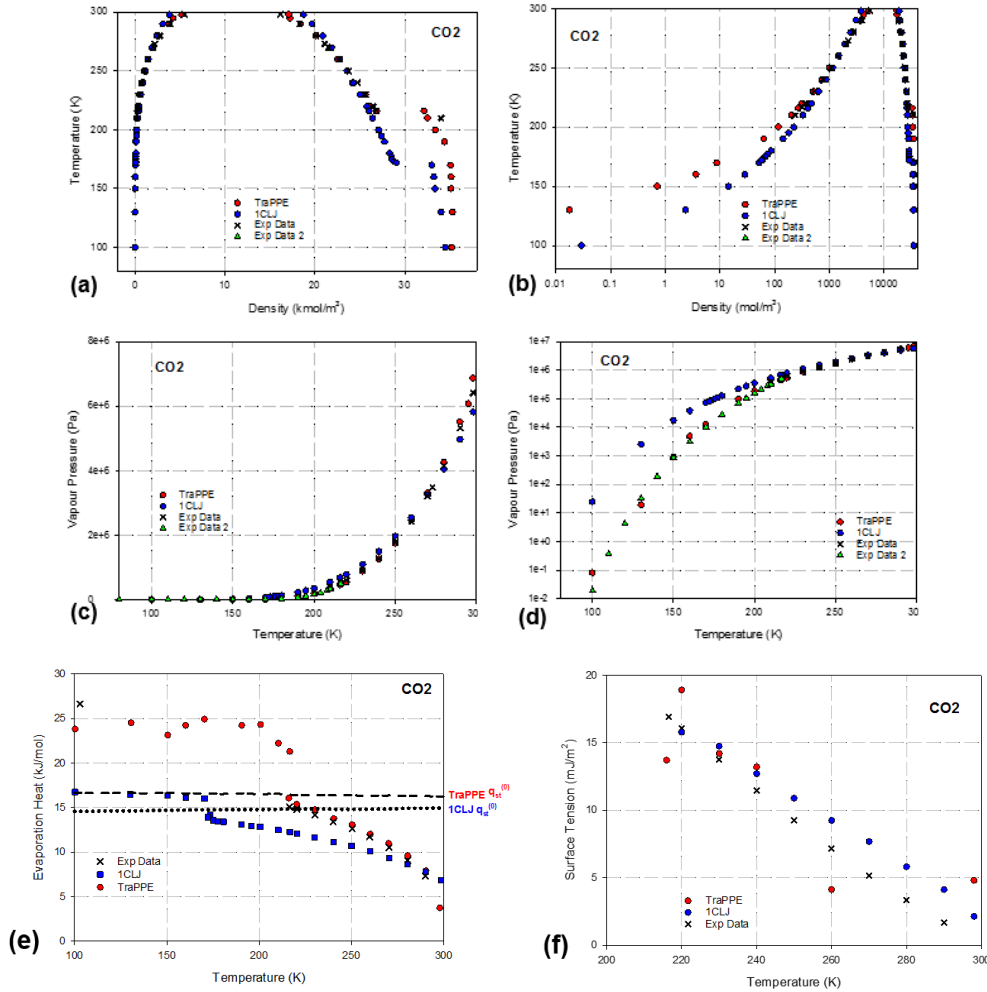 CO2
Temperature (K)
300
250
200
150
100
TraPPE
1CLJ
Exp Data
Exp Data 2
0 10 20 30
(a)
Density (kmol/m³)
CO2
Temperature (K)
300
250
200
150
100
TraPPE
1CLJ
Exp Data
Exp Data 2
0.01 0.1 1 10 100 1000 10000
(b)
Density (mol/m³)
CO2
Vapour Pressure (Pa)
8e+6
6e+6
4e+6
2e+6
0
TraPPE
1CLJ
Exp Data
Exp Data 2
100 150 200 250 30
(c)
Temperature (K)
CO2
Vapour Pressure (Pa)
1e+7
1e+6
1e+5
1e+4
1e+3
1e+2
1e+1
1e+0
1e-1
1e-2
TraPPE
1CLJ
Exp Data
Exp Data 2
100 150 200 250 30
(d)
Temperature (K)
CO2
Evaporation Heat (kJ/mol)
30
25
20
15
10
5
0
TraPPE qst(0)
1CLJ qst(0)
Exp Data
1CLJ
TraPPE
100 150 200 250 300
(e)
Temperature (K)
CO2
Surface Tension (mJ/m²)
20
15
10
5
0
TraPPE
1CLJ
Exp Data
200 220 240 260 280 300
(f)
Temperature (K)